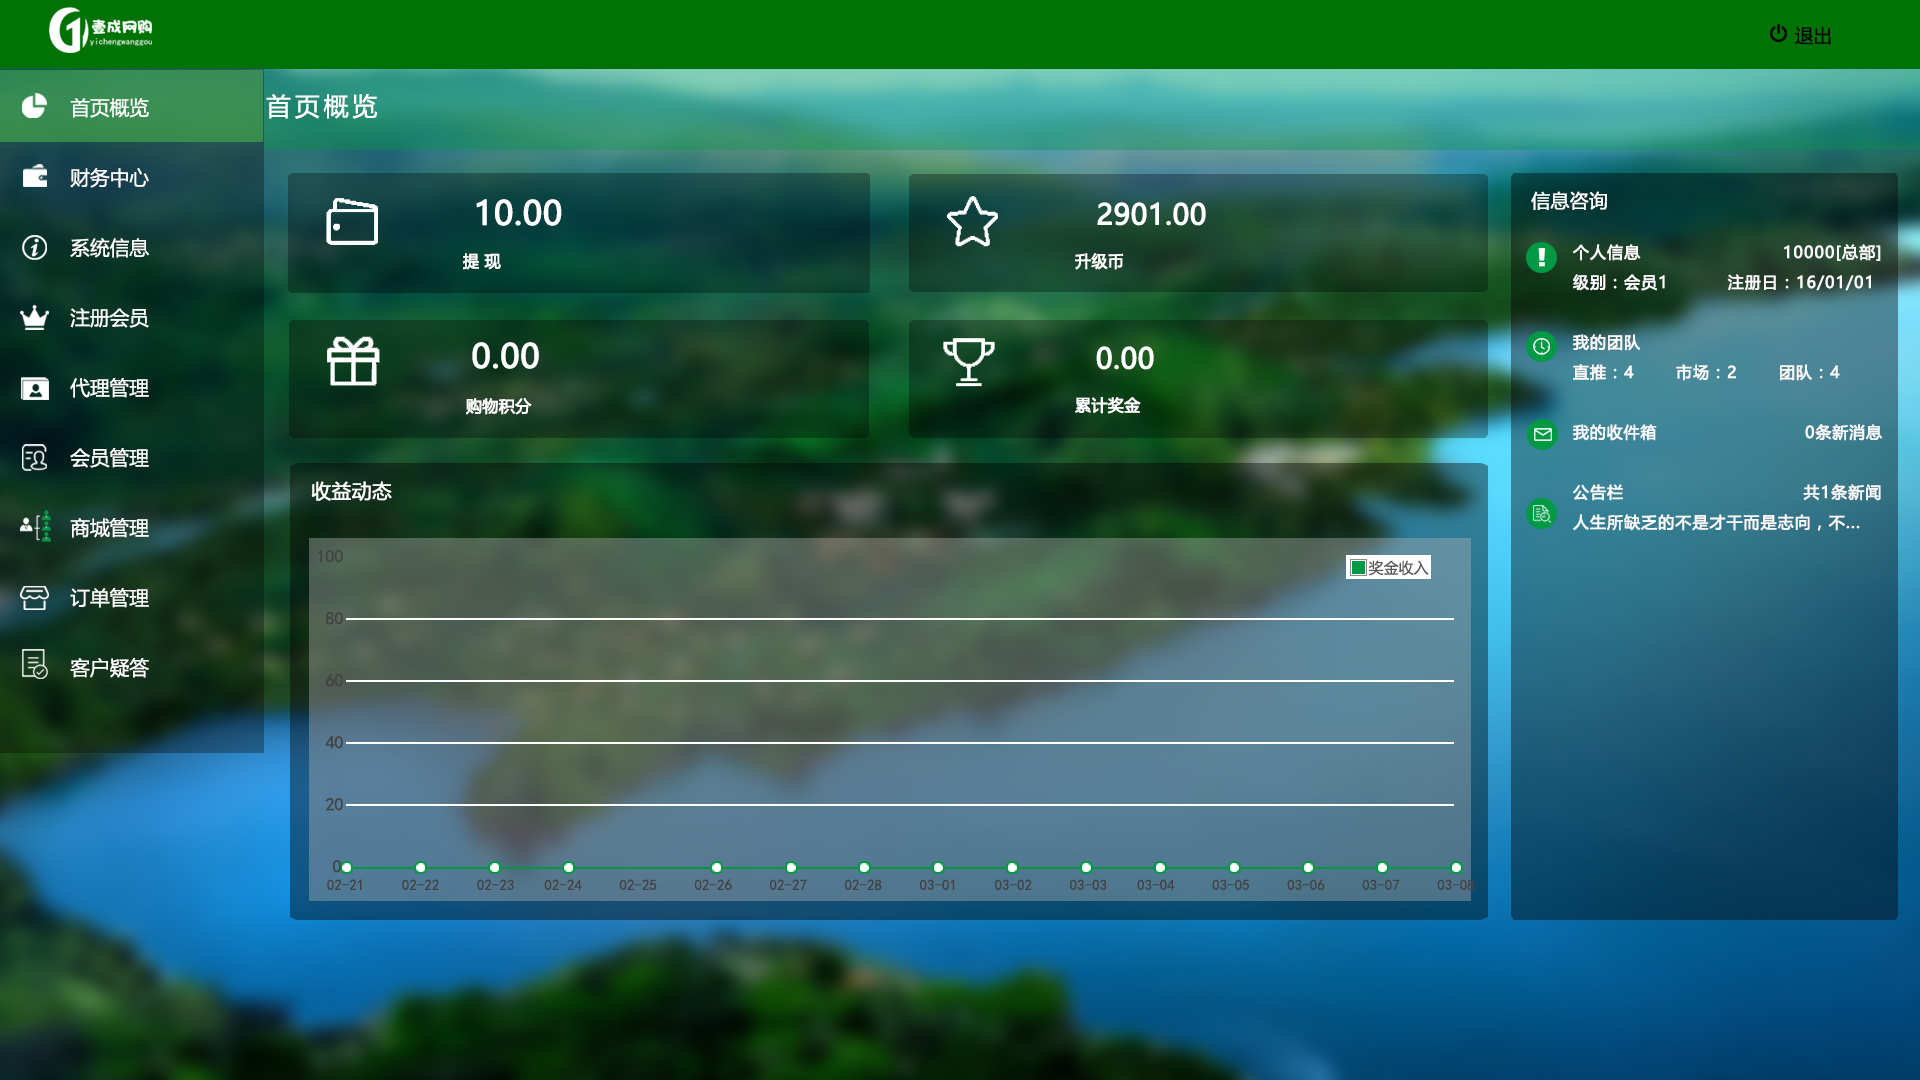 壹成网购
yichengwanggou
退出
首页概览
财务中心
系统信息
注册会员
代理管理
会员管理
商城管理
订单管理
客户疑答
首页概览
10.00
提 现
2901.00
升级币
0.00
购物积分
0.00
累计奖金
收益动态
奖金收入
100
80
60
40
20
0
02-21 02-22 02-23 02-24 02-25 02-26 02-27 02-28 03-01 03-02 03-03 03-04 03-05 03-06 03-07 03-08
信息咨询
个人信息 10000[总部]
级别：会员1 注册日：16/01/01
我的团队
直推：4 市场：2 团队：4
我的收件箱 0条新消息
公告栏 共1条新闻
人生所缺乏的不是才干而是志向，不...